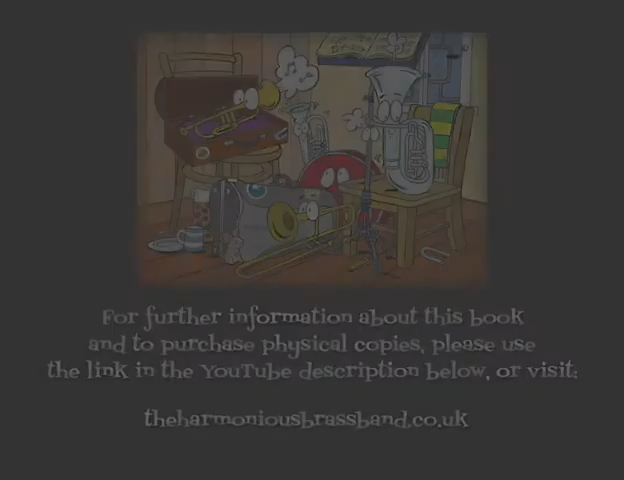 For further information about this book
and to purchase physical copies, please use
the link in the YouTube description below, or visit:
theharmoniousbrassband.co.uk